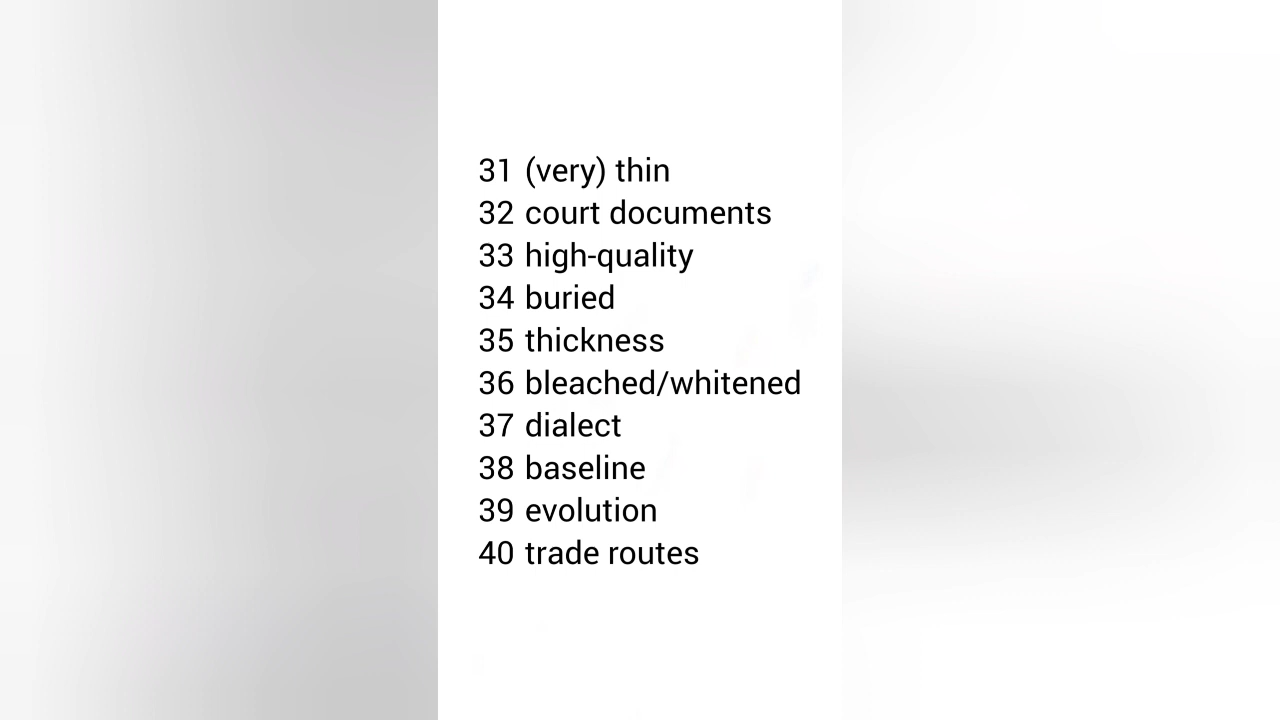 31 (very) thin
32 court documents
33 high-quality
34 buried
35 thickness
36 bleached/whitened
37 dialect
38 baseline
39 evolution
40 trade routes